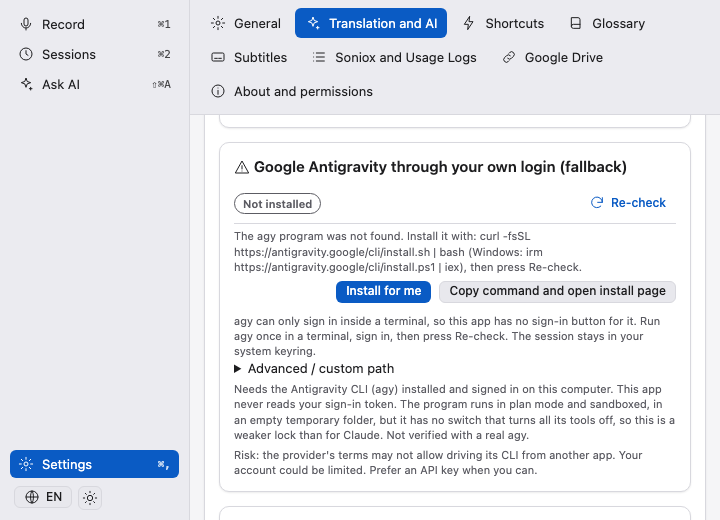 Record ⌘1
Sessions ⌘2
Ask AI ⇧⌘A
General
Translation and AI
Shortcuts
Glossary
Subtitles
Soniox and Usage Logs
Google Drive
About and permissions
Google Antigravity through your own login (fallback)
Not installed
Re-check
The agy program was not found. Install it with: curl -fsSL
https://antigravity.google/cli/install.sh | bash (Windows: irm
https://antigravity.google/cli/install.ps1 | iex), then press Re-check.
Install for me
Copy command and open install page
agy can only sign in inside a terminal, so this app has no sign-in button for it. Run
agy once in a terminal, sign in, then press Re-check. The session stays in your
system keyring.
Advanced / custom path
Needs the Antigravity CLI (agy) installed and signed in on this computer. This app
never reads your sign-in token. The program runs in plan mode and sandboxed, in
an empty temporary folder, but it has no switch that turns all its tools off, so this is a
weaker lock than for Claude. Not verified with a real agy.
Risk: the provider's terms may not allow driving its CLI from another app. Your
account could be limited. Prefer an API key when you can.
Settings ⌘,
EN